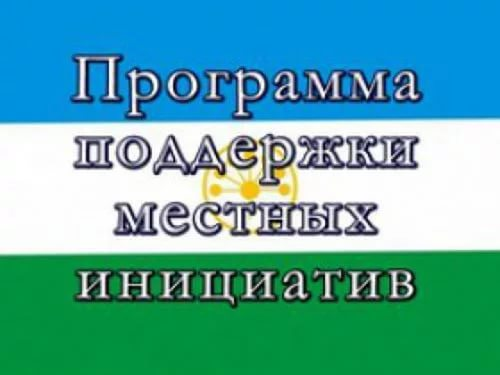 Программа
поддержки
местных
инициатив